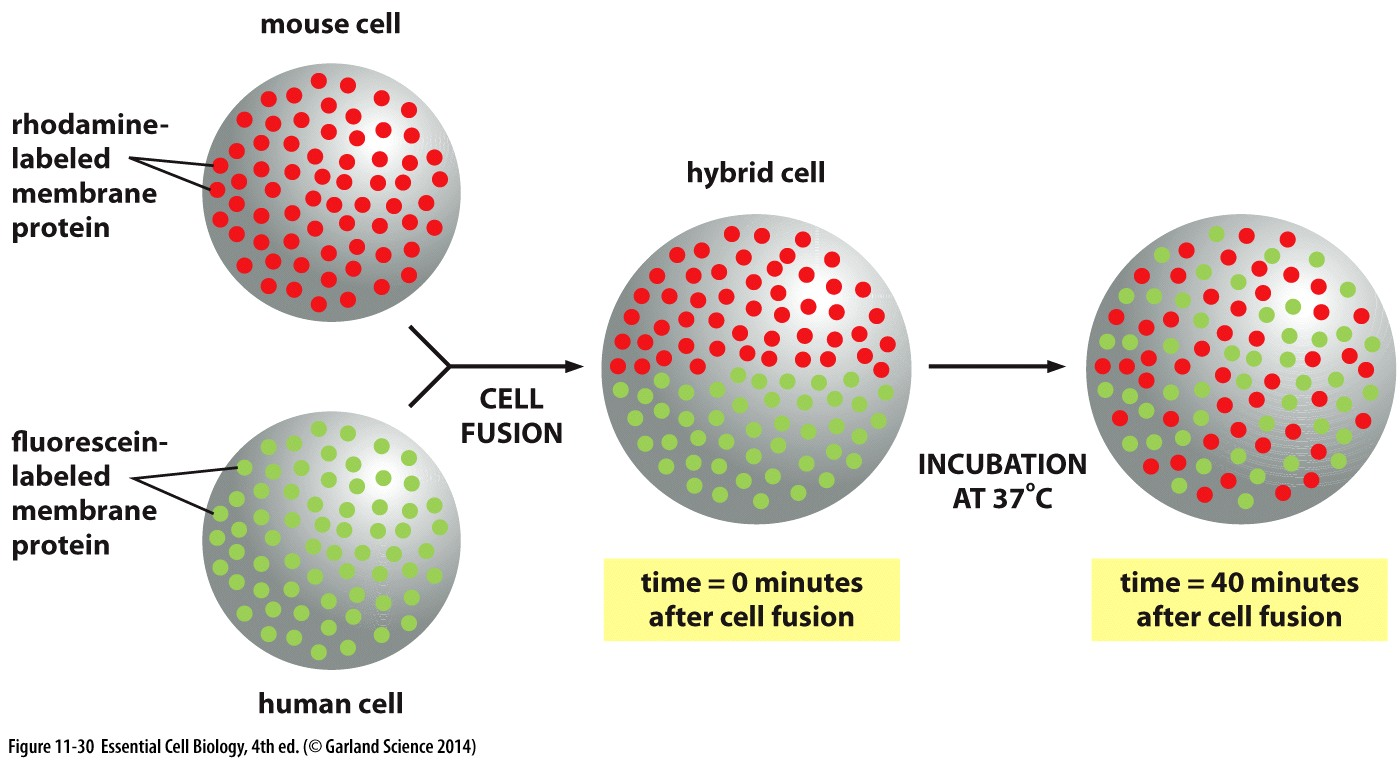 mouse cell
rhodamine-
labeled
membrane
protein
hybrid cell
CELL
FUSION
fluorescein-
labeled
membrane
protein
INCUBATION
AT 37°C
time = 0 minutes
after cell fusion
time = 40 minutes
after cell fusion
human cell
Figure 11-30 Essential Cell Biology, 4th ed. (© Garland Science 2014)